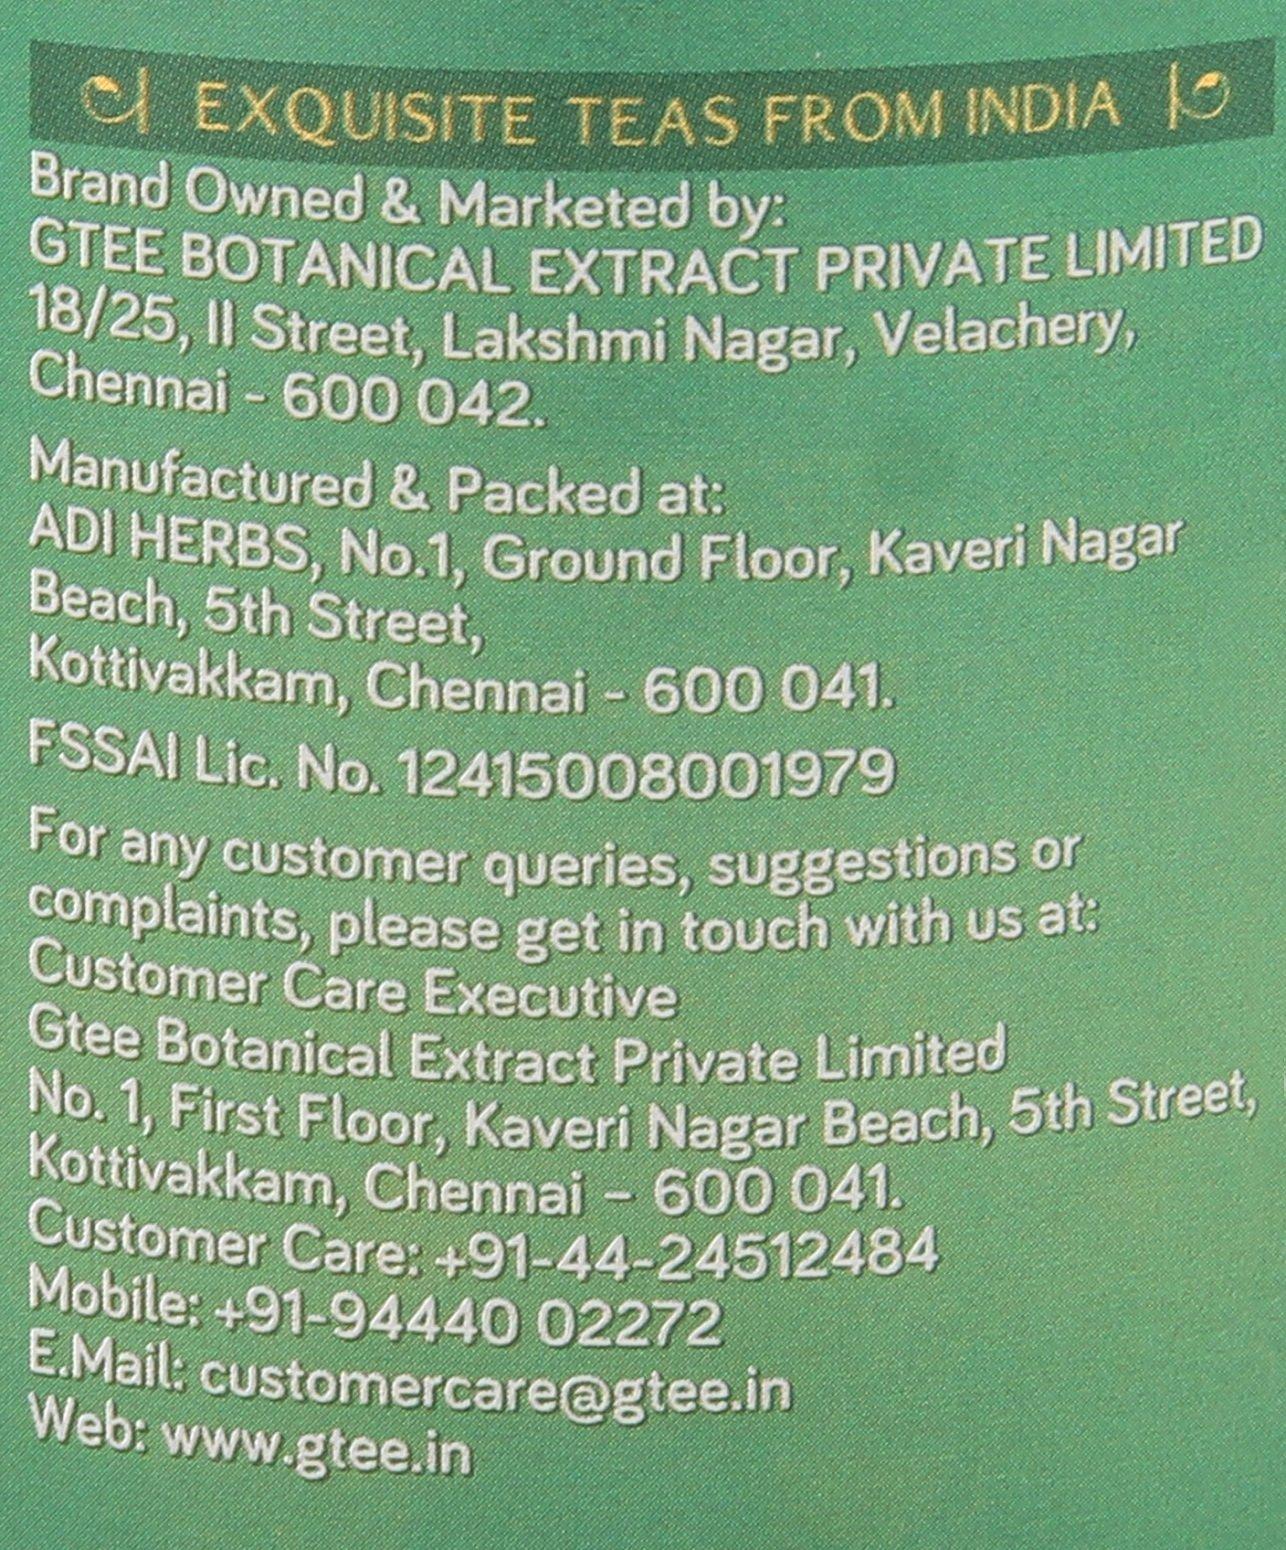 EXQUISITE TEAS FROM INDIA
Brand Owned & Marketed by:
GTEE BOTANICAL EXTRACT PRIVATE LIMITED
18/25, II Street, Lakshmi Nagar, Velachery,
Chennai - 600 042.
Manufactured & Packed at:
ADI HERBS, No.1, Ground Floor, Kaveri Nagar
Beach, 5th Street,
Kottivakkam, Chennai - 600 041.
FSSAI Lic. No. 12415008001979
For any customer queries, suggestions or
complaints, please get in touch with us at:
Customer Care Executive
Gtee Botanical Extract Private Limited
No. 1, First Floor, Kaveri Nagar Beach, 5th Street,
Kottivakkam, Chennai – 600 041.
Customer Care: +91-44-24512484
Mobile: +91-94440 02272
E.Mail: customercare@gtee.in
Web: www.gtee.in